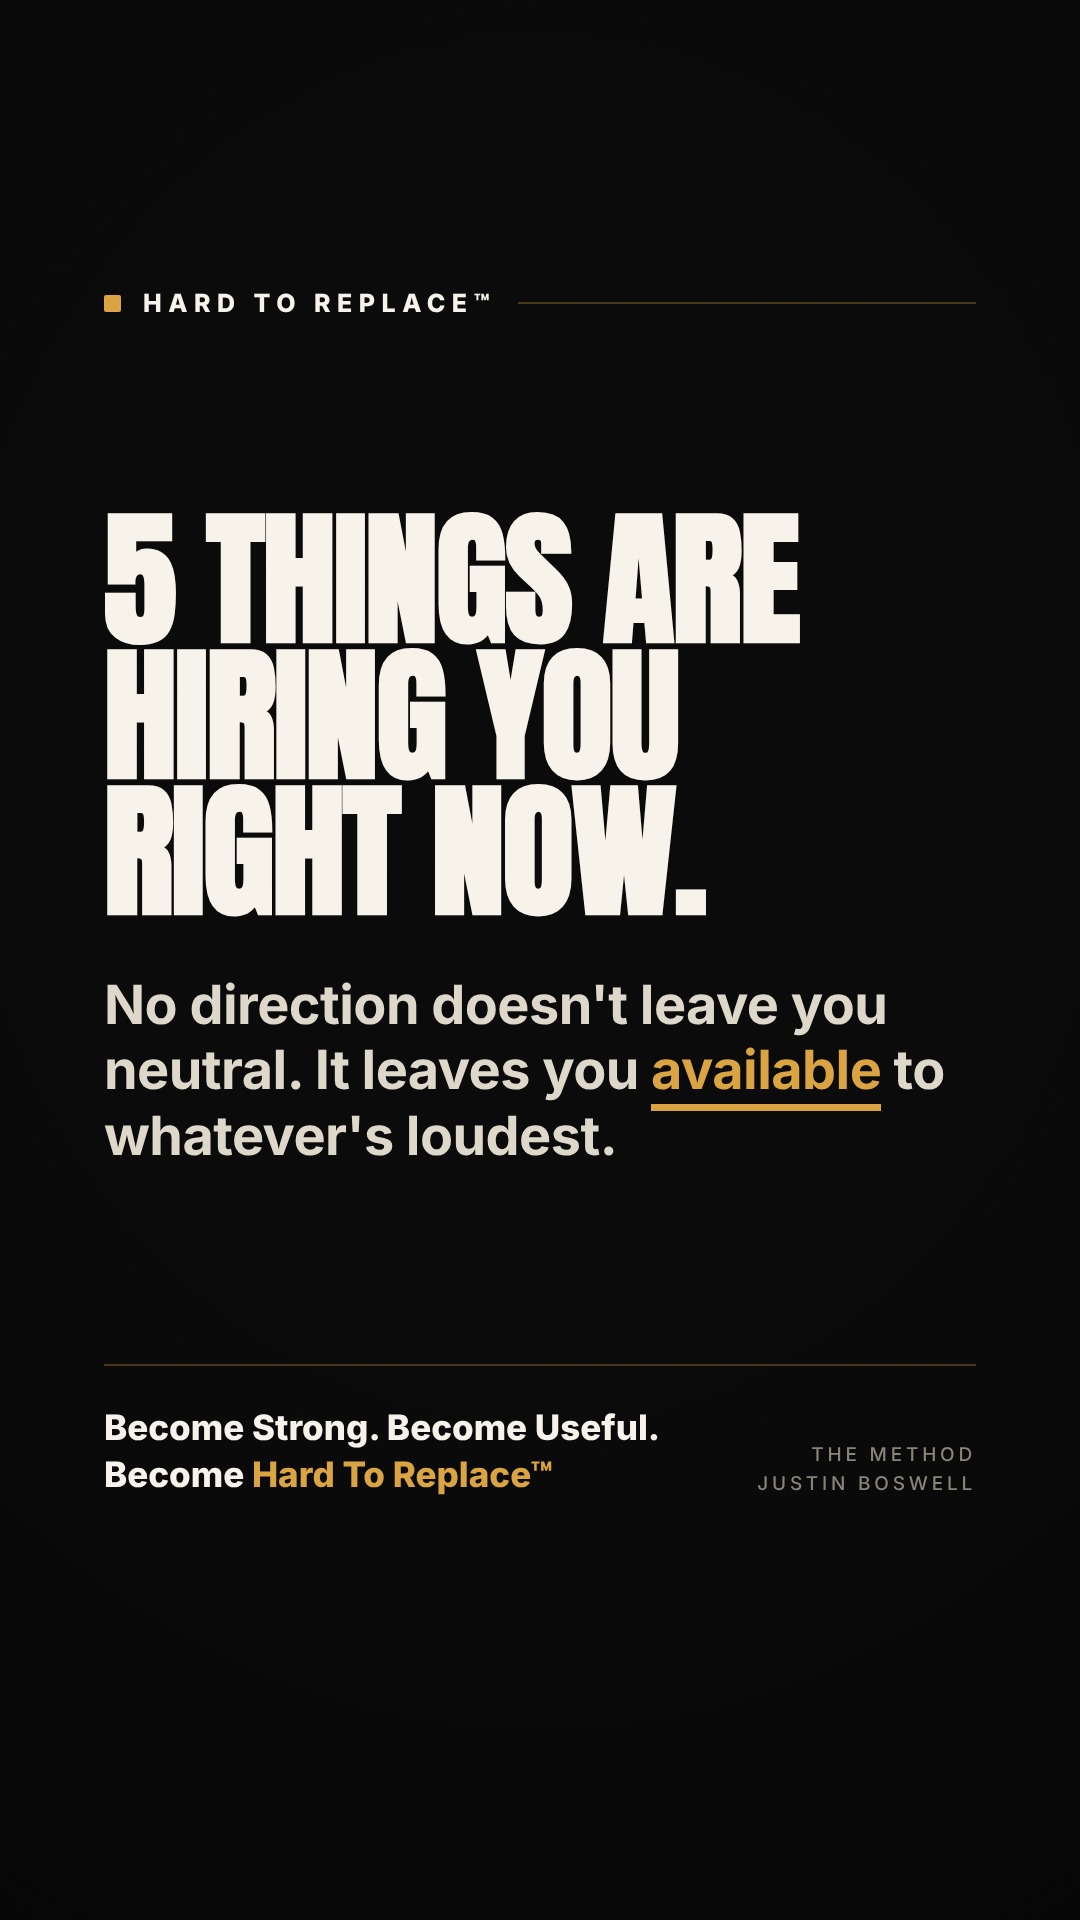 HARD TO REPLACE™
5 THINGS ARE
HIRING YOU
RIGHT NOW.
No direction doesn't leave you
neutral. It leaves you available to
whatever's loudest.
Become Strong. Become Useful.
Become Hard To Replace™
THE METHOD
JUSTIN BOSWELL